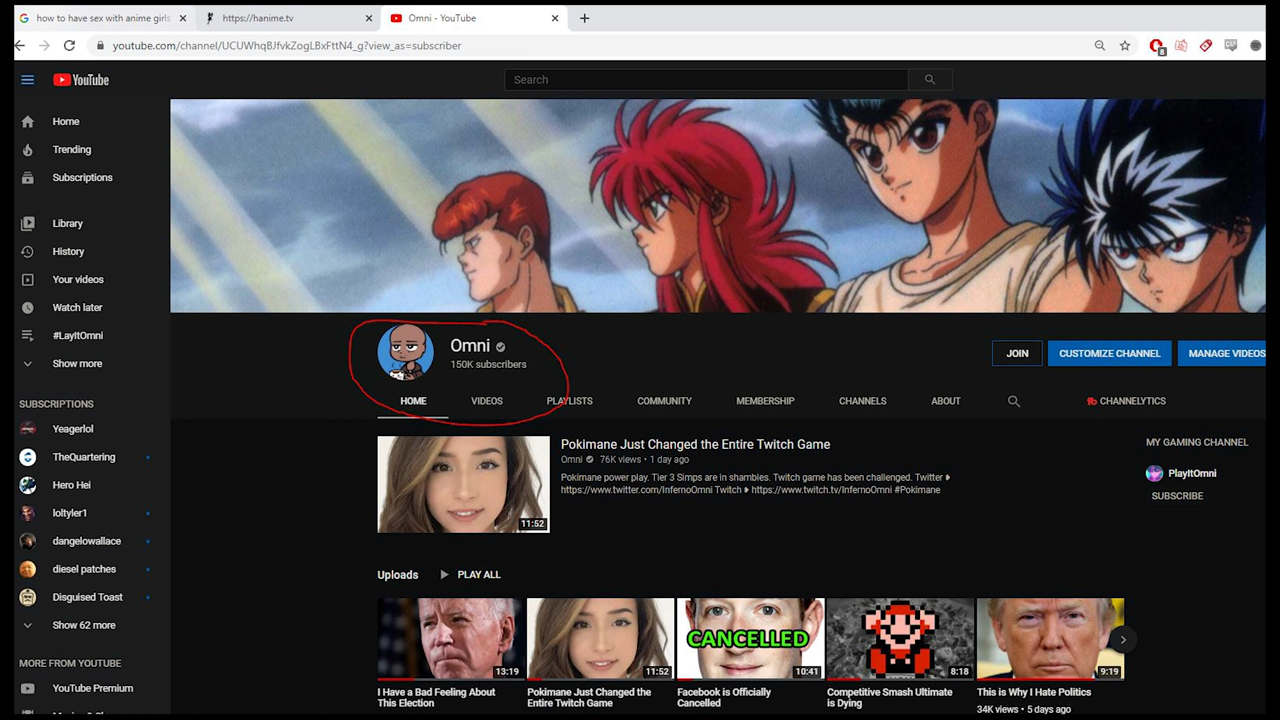 how to have sex with anime girls
https://hanime.tv
Omni - YouTube
youtube.com/channel/UCUWhqBJfvkZogLBxFttN4_g?view_as=subscriber
8
YouTube
Search
Home
Trending
Subscriptions
Library
History
Your videos
Watch later
#LayItOmni
Show more
SUBSCRIPTIONS
Yeagerlol
TheQuartering
Hero Hei
loltyler1
dangelowallace
diesel patches
Disguised Toast
Show 62 more
MORE FROM YOUTUBE
YouTube Premium
Omni
150K subscribers
JOIN
CUSTOMIZE CHANNEL
MANAGE VIDEOS
HOME
VIDEOS
PLAYLISTS
COMMUNITY
MEMBERSHIP
CHANNELS
ABOUT
CHANNELYTICS
11:52
Pokimane Just Changed the Entire Twitch Game
Omni 76K views • 1 day ago
Pokimane power play. Tier 3 Simps are in shambles. Twitch game has been challenged. Twitter
https://www.twitter.com/InfernoOmni Twitch https://www.twitch.tv/InfernoOmni #Pokimane
MY GAMING CHANNEL
PlayItOmni
SUBSCRIBE
Uploads
PLAY ALL
13:19
I Have a Bad Feeling About
This Election
11:52
Pokimane Just Changed the
Entire Twitch Game
CANCELLED
10:41
Facebook is Officially
Cancelled
8:18
Competitive Smash Ultimate
is Dying
9:19
This is Why I Hate Politics
34K views • 5 days ago